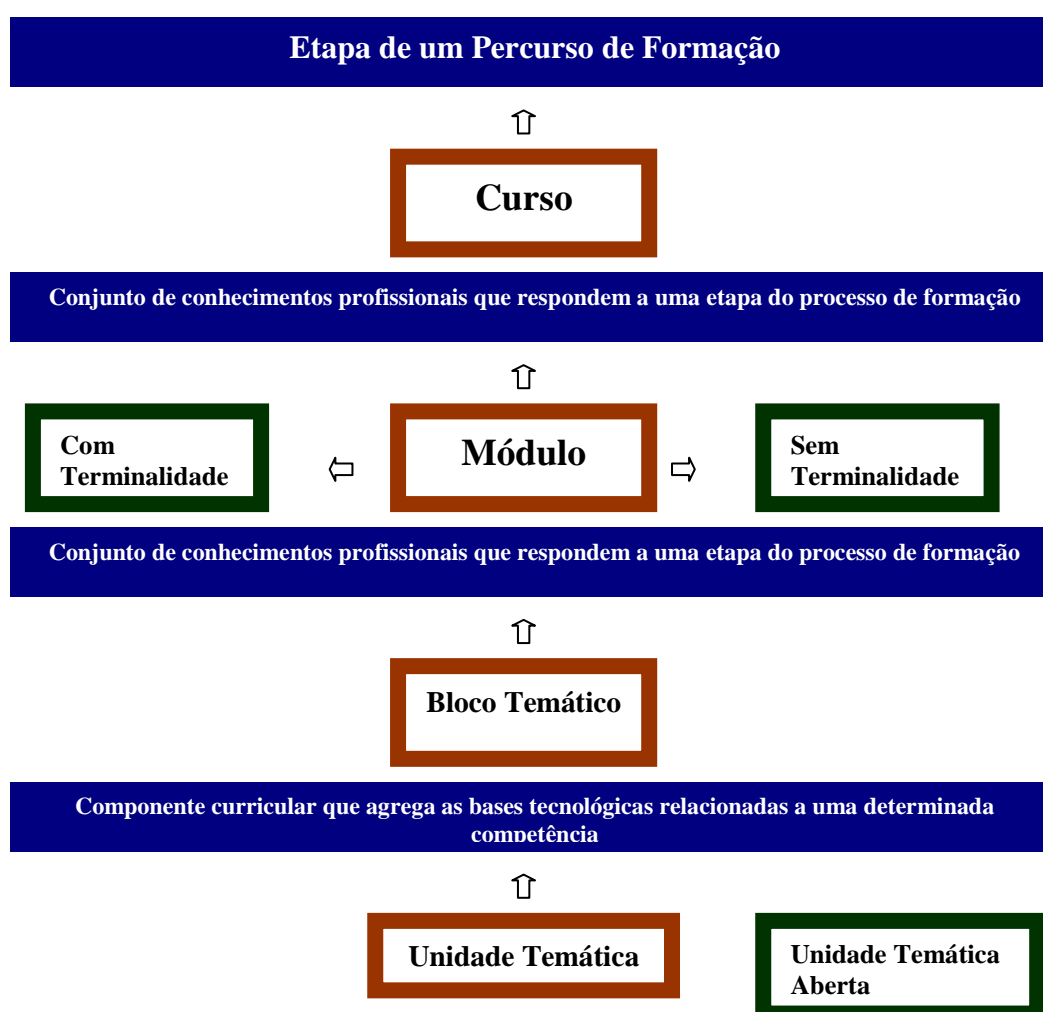 Etapa de um Percurso de Formação
Curso
Conjunto de conhecimentos profissionais que respondem a uma etapa do processo de formação
Com
Terminalidade
Módulo
Sem
Terminalidade
Conjunto de conhecimentos profissionais que respondem a uma etapa do processo de formação
Bloco Temático
Componente curricular que agrega as bases tecnológicas relacionadas a uma determinada
competência
Unidade Temática
Unidade Temática
Aberta